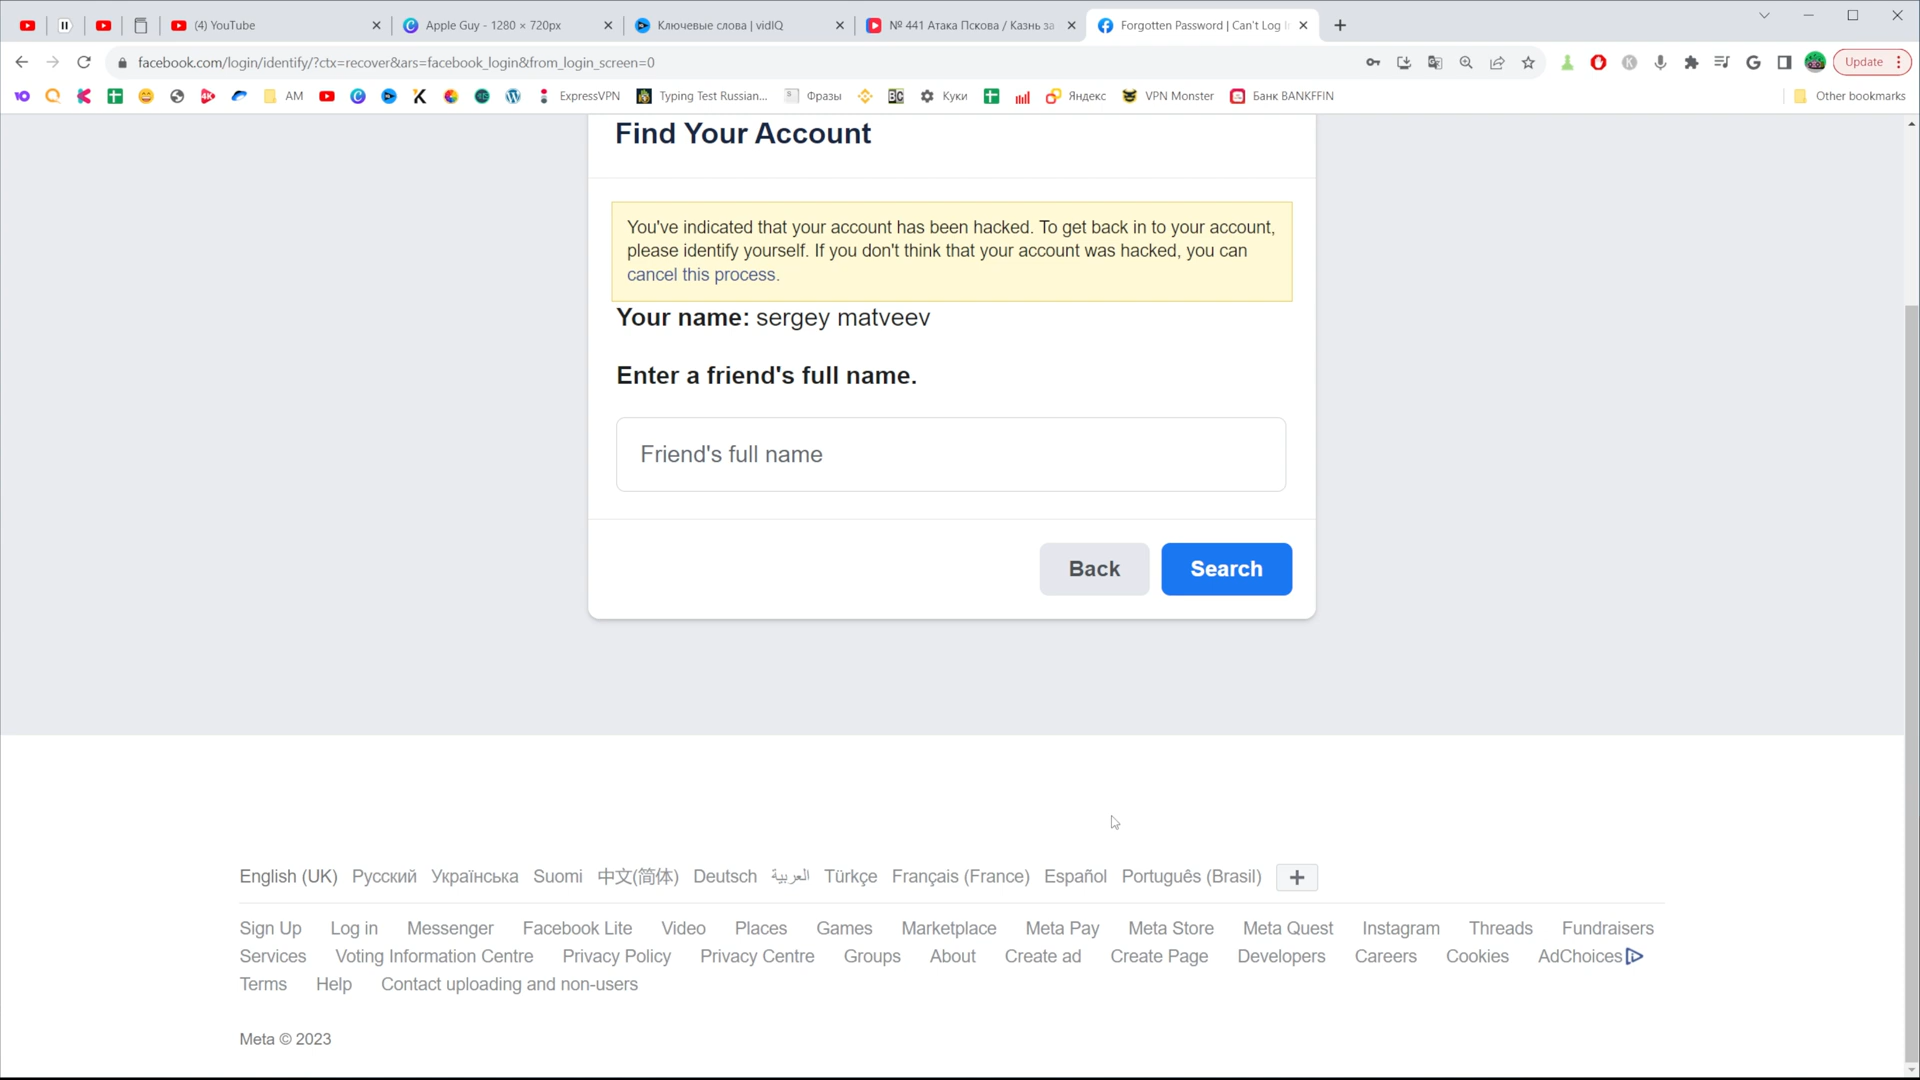 (4) YouTube
Apple Guy - 1280 × 720px
Ключевые слова | vidIQ
№ 441 Атака Пскова / Казнь за
Forgotten Password | Can't Log I
facebook.com/login/identify/?ctx=recover&ars=facebook_login&from_login_screen=0
Update
AM
ExpressVPN
Typing Test Russian...
Фразы
Куки
Яндекс
VPN Monster
Банк BANKFFIN
Other bookmarks
Find Your Account
You've indicated that your account has been hacked. To get back in to your account,
please identify yourself. If you don't think that your account was hacked, you can
cancel this process.
Your name: sergey matveev
Enter a friend's full name.
Friend's full name
Back
Search
English (UK) Русский Українська Suomi 中文(简体) Deutsch العربية Türkçe Français (France) Español Português (Brasil) +
Sign Up Log in Messenger Facebook Lite Video Places Games Marketplace Meta Pay Meta Store Meta Quest Instagram Threads Fundraisers
Services Voting Information Centre Privacy Policy Privacy Centre Groups About Create ad Create Page Developers Careers Cookies AdChoices
Terms Help Contact uploading and non-users
Meta © 2023